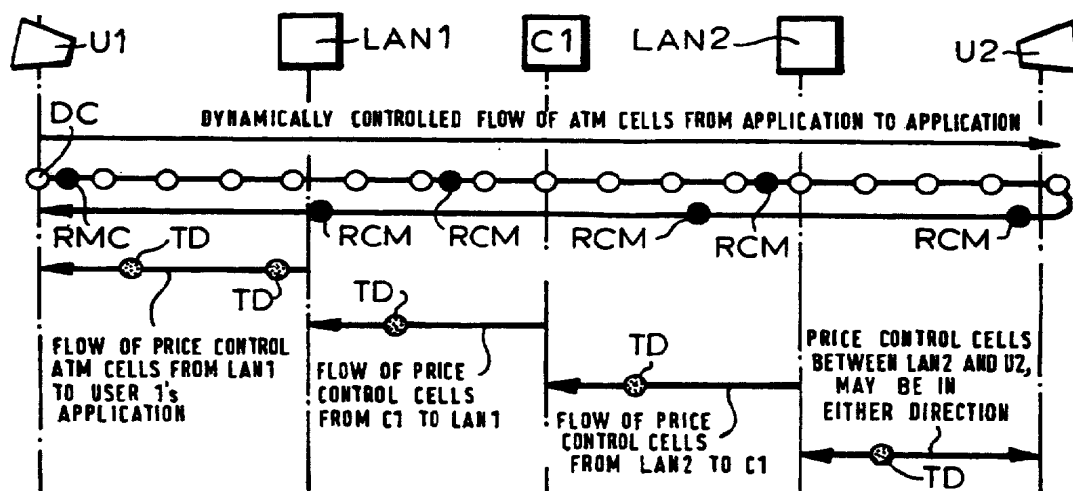 U1
LAN1
C1
LAN2
U2
DC
DYNAMICALLY CONTROLLED FLOW OF ATM CELLS FROM APPLICATION TO APPLICATION
RMC
RCM
RCM
RCM
RCM
RCM
TD
TD
TD
TD
TD
FLOW OF PRICE CONTROL
ATM CELLS FROM LAN1
TO USER 1's
APPLICATION
FLOW OF PRICE
CONTROL CELLS
FROM C1 TO LAN1
FLOW OF PRICE
CONTROL CELLS
FROM LAN2 TO C1
PRICE CONTROL CELLS
BETWEEN LAN2 AND U2,
MAY BE IN
EITHER DIRECTION